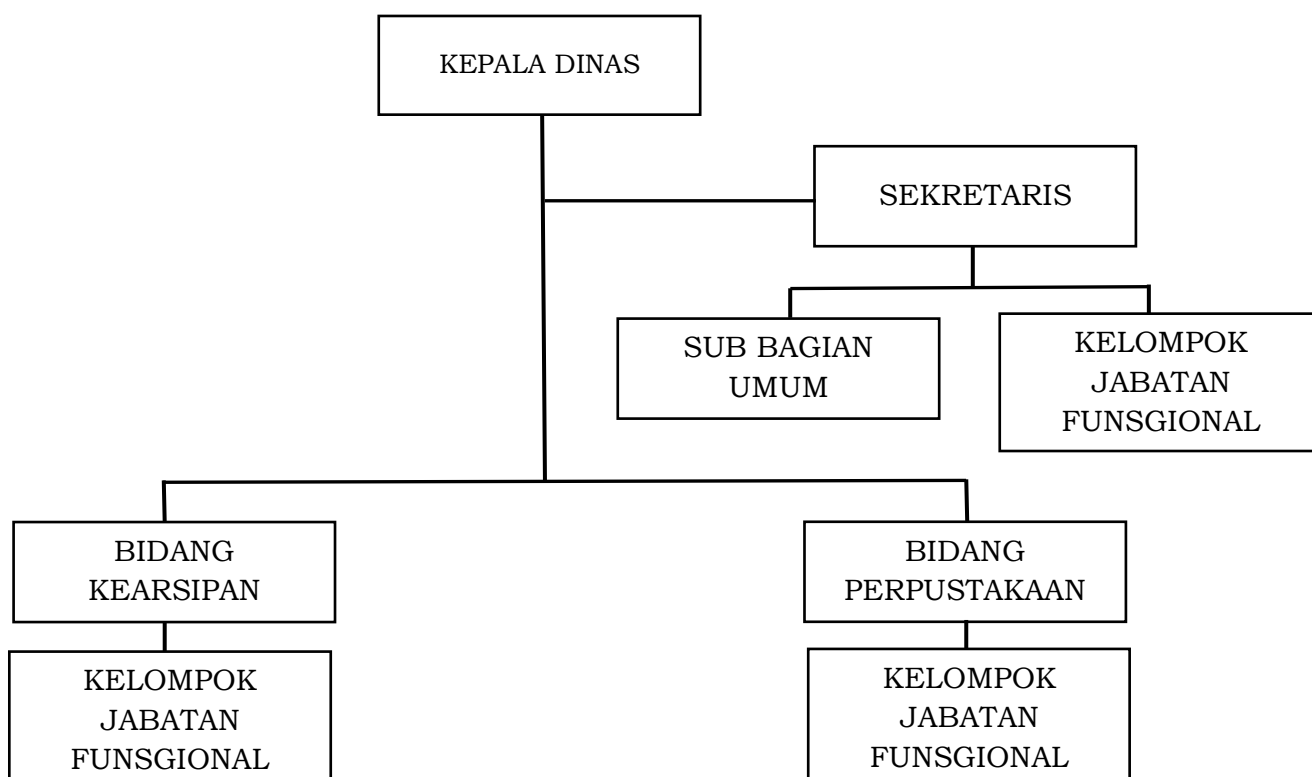 KEPALA DINAS
SEKRETARIS
SUB BAGIAN
UMUM
KELOMPOK
JABATAN
FUNSGIONAL
BIDANG
KEARSIPAN
BIDANG
PERPUSTAKAAN
KELOMPOK
JABATAN
FUNSGIONAL
KELOMPOK
JABATAN
FUNSGIONAL